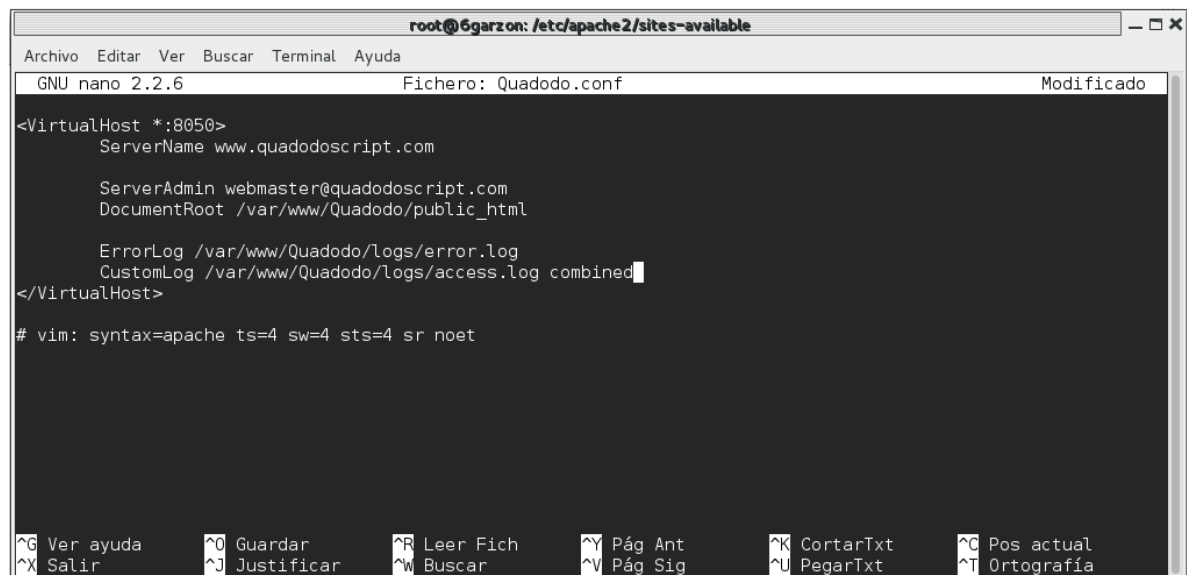 root@6garzon: /etc/apache2/sites-available
Archivo Editar Ver Buscar Terminal Ayuda
GNU nano 2.2.6 Fichero: Quadodo.conf Modificado
<VirtualHost *:8050>
ServerName www.quadodoscript.com
ServerAdmin webmaster@quadodoscript.com
DocumentRoot /var/www/Quadodo/public_html
ErrorLog /var/www/Quadodo/logs/error.log
CustomLog /var/www/Quadodo/logs/access.log combined
</VirtualHost>
# vim: syntax=apache ts=4 sw=4 sts=4 sr noet
^G Ver ayuda ^O Guardar ^R Leer Fich ^Y Pág Ant ^K CortarTxt ^C Pos actual
^X Salir ^J Justificar ^W Buscar ^V Pág Sig ^U PegarTxt ^T Ortografía